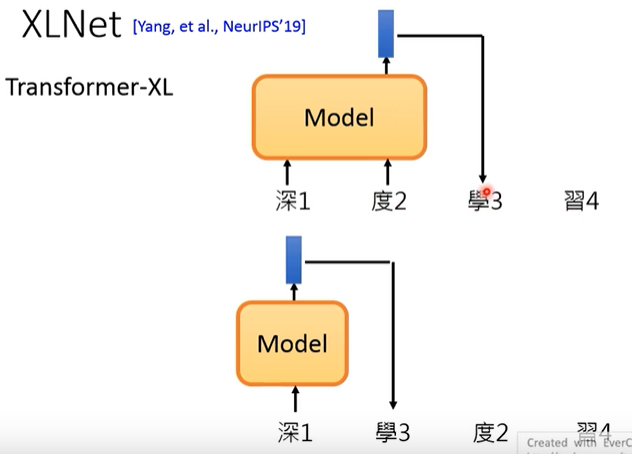 XLNet [Yang, et al., NeurIPS'19]
Transformer-XL
Model
深1 度2 學3 習4
Model
深1 學3 度2 習4
Created with EverC